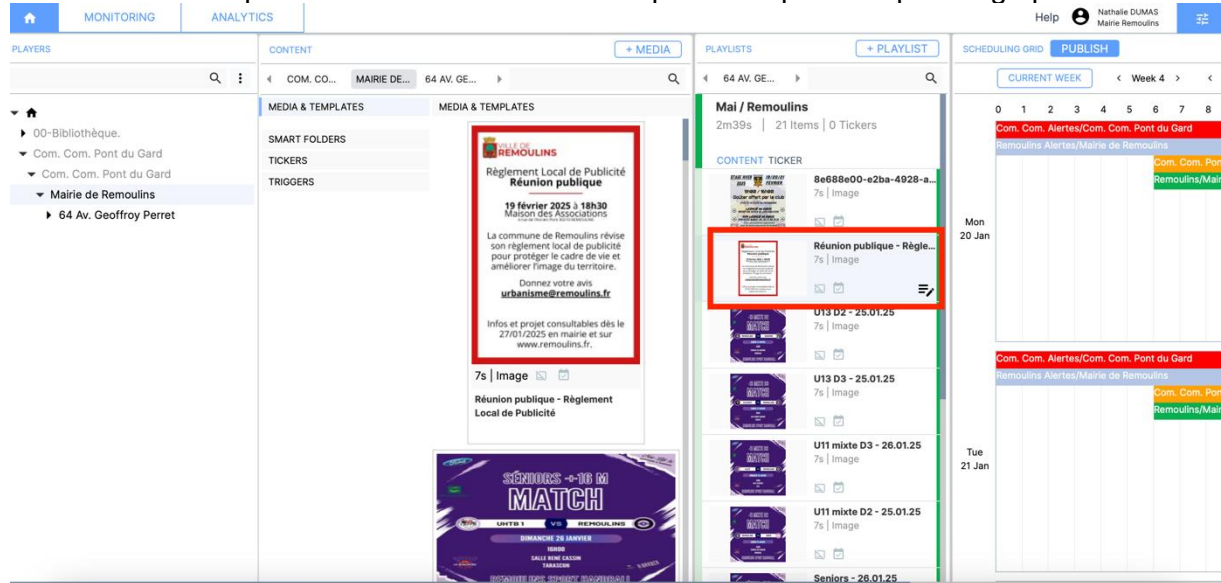 MONITORING
ANALYTICS
Help
Nathalie DUMAS
Mairie Remoulins
PLAYERS
00-Bibliothèque.
Com. Com. Pont du Gard
Com. Com. Pont du Gard
Mairie de Remoulins
64 Av. Geoffroy Perret
CONTENT
+ MEDIA
COM. CO...
MAIRIE DE...
64 AV. GE...
MEDIA & TEMPLATES
SMART FOLDERS
TICKERS
TRIGGERS
MEDIA & TEMPLATES
VILLE DE
REMOULINS
Règlement Local de Publicité
Réunion publique
19 février 2025 à 18h30
Maison des Associations
La commune de Remoulins révise
son règlement local de publicité
pour protéger le cadre de vie et
améliorer l'image du territoire.
Donnez votre avis
urbanisme@remoulins.fr
Infos et projet consultables dès le
27/01/2025 en mairie et sur
www.remoulins.fr.
7s | Image
Réunion publique - Règlement
Local de Publicité
SÉNIORS +16 M
MATCH
UHTB 1 VS REMOULINS
DIMANCHE 26 JANVIER
16H00
SALLE RENÉ CASSIN
TARASCON
REMOULINS SPORT HANDBALL
PLAYLISTS
+ PLAYLIST
64 AV. GE...
Mai / Remoulins
2m39s | 21 Items | 0 Tickers
CONTENT TICKER
8e688e00-e2ba-4928-a...
7s | Image
Réunion publique - Règle...
7s | Image
U13 D2 - 25.01.25
7s | Image
U13 D3 - 25.01.25
7s | Image
U11 mixte D3 - 26.01.25
7s | Image
U11 mixte D2 - 25.01.25
7s | Image
Seniors - 26.01.25
SCHEDULING GRID
PUBLISH
CURRENT WEEK
< Week 4 > <
0 1 2 3 4 5 6 7 8
Com. Com. Alertes/Com. Com. Pont du Gard
Remoulins Alertes/Mairie de Remoulins
Com. Com. Pon
Remoulins/Mair
Mon
20 Jan
Com. Com. Alertes/Com. Com. Pont du Gard
Remoulins Alertes/Mairie de Remoulins
Com. Com. Pon
Remoulins/Mair
Tue
21 Jan